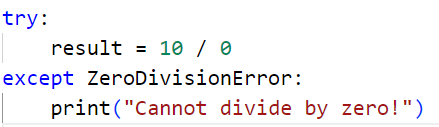 try:
    result = 10 / 0
except ZeroDivisionError:
    print("Cannot divide by zero!")